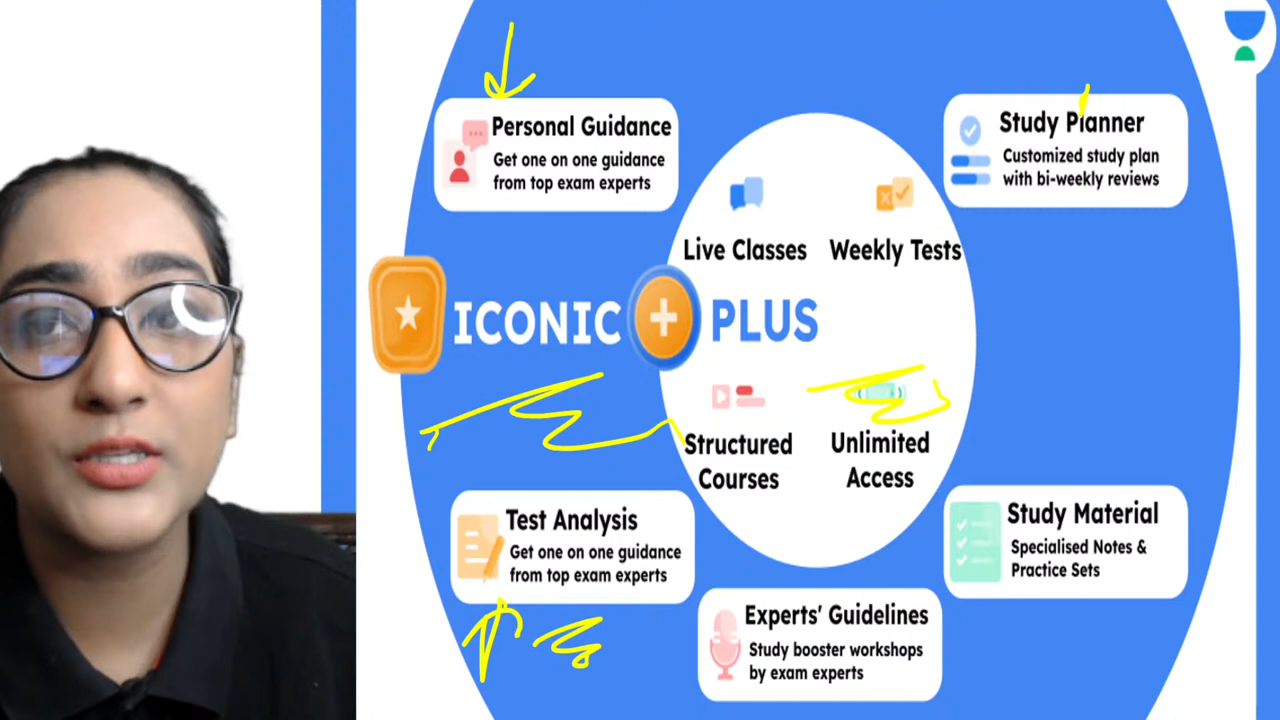 Personal Guidance
Get one on one guidance
from top exam experts
Study Planner
Customized study plan
with bi-weekly reviews
Live Classes
Weekly Tests
ICONIC PLUS
Structured
Courses
Unlimited
Access
Test Analysis
Get one on one guidance
from top exam experts
Study Material
Specialised Notes &
Practice Sets
Experts' Guidelines
Study booster workshops
by exam experts